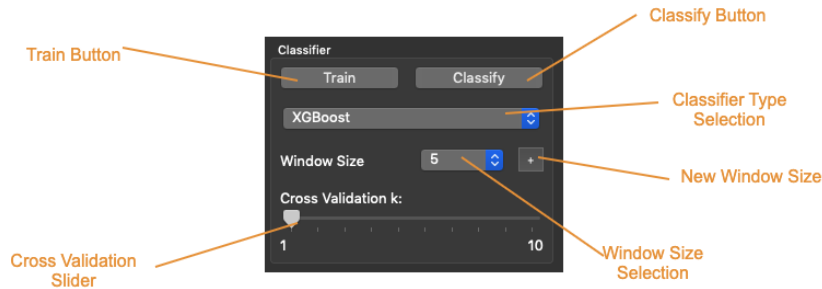 Classify Button
Train Button
Classifier
Train
Classify
XGBoost
Classifier Type
Selection
Window Size
5
+
New Window Size
Cross Validation k:
1
10
Cross Validation
Slider
Window Size
Selection